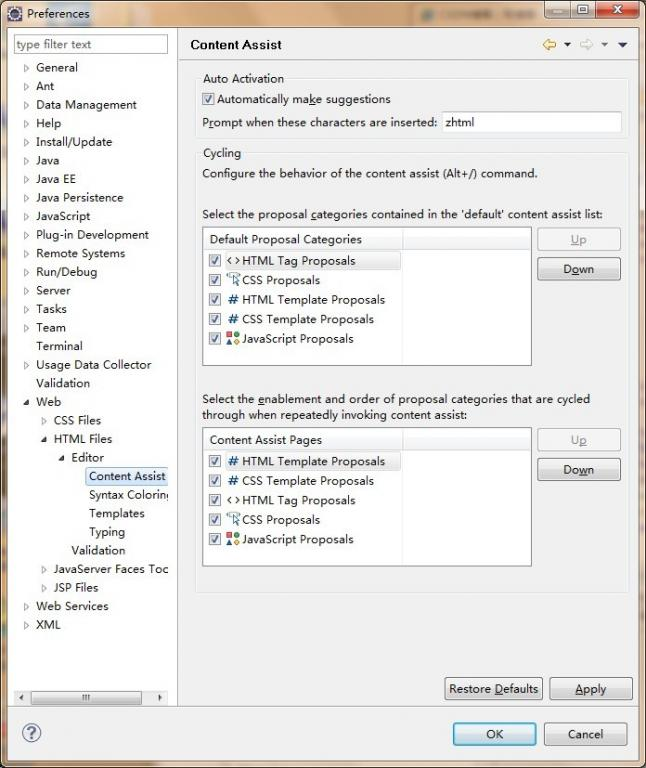 Preferences
type filter text
General
Ant
Data Management
Help
Install/Update
Java
Java EE
Java Persistence
JavaScript
Plug-in Development
Remote Systems
Run/Debug
Server
Tasks
Team
Terminal
Usage Data Collector
Validation
Web
CSS Files
HTML Files
Editor
Content Assist
Syntax Coloring
Templates
Typing
Validation
JavaServer Faces Toc
JSP Files
Web Services
XML
Content Assist
Auto Activation
Automatically make suggestions
Prompt when these characters are inserted: zhtml
Cycling
Configure the behavior of the content assist (Alt+/) command.
Select the proposal categories contained in the 'default' content assist list:
Default Proposal Categories
<> HTML Tag Proposals
CSS Proposals
# HTML Template Proposals
# CSS Template Proposals
JavaScript Proposals
Up
Down
Select the enablement and order of proposal categories that are cycled
through when repeatedly invoking content assist:
Content Assist Pages
# HTML Template Proposals
# CSS Template Proposals
<> HTML Tag Proposals
CSS Proposals
JavaScript Proposals
Up
Down
Restore Defaults
Apply
?
OK
Cancel